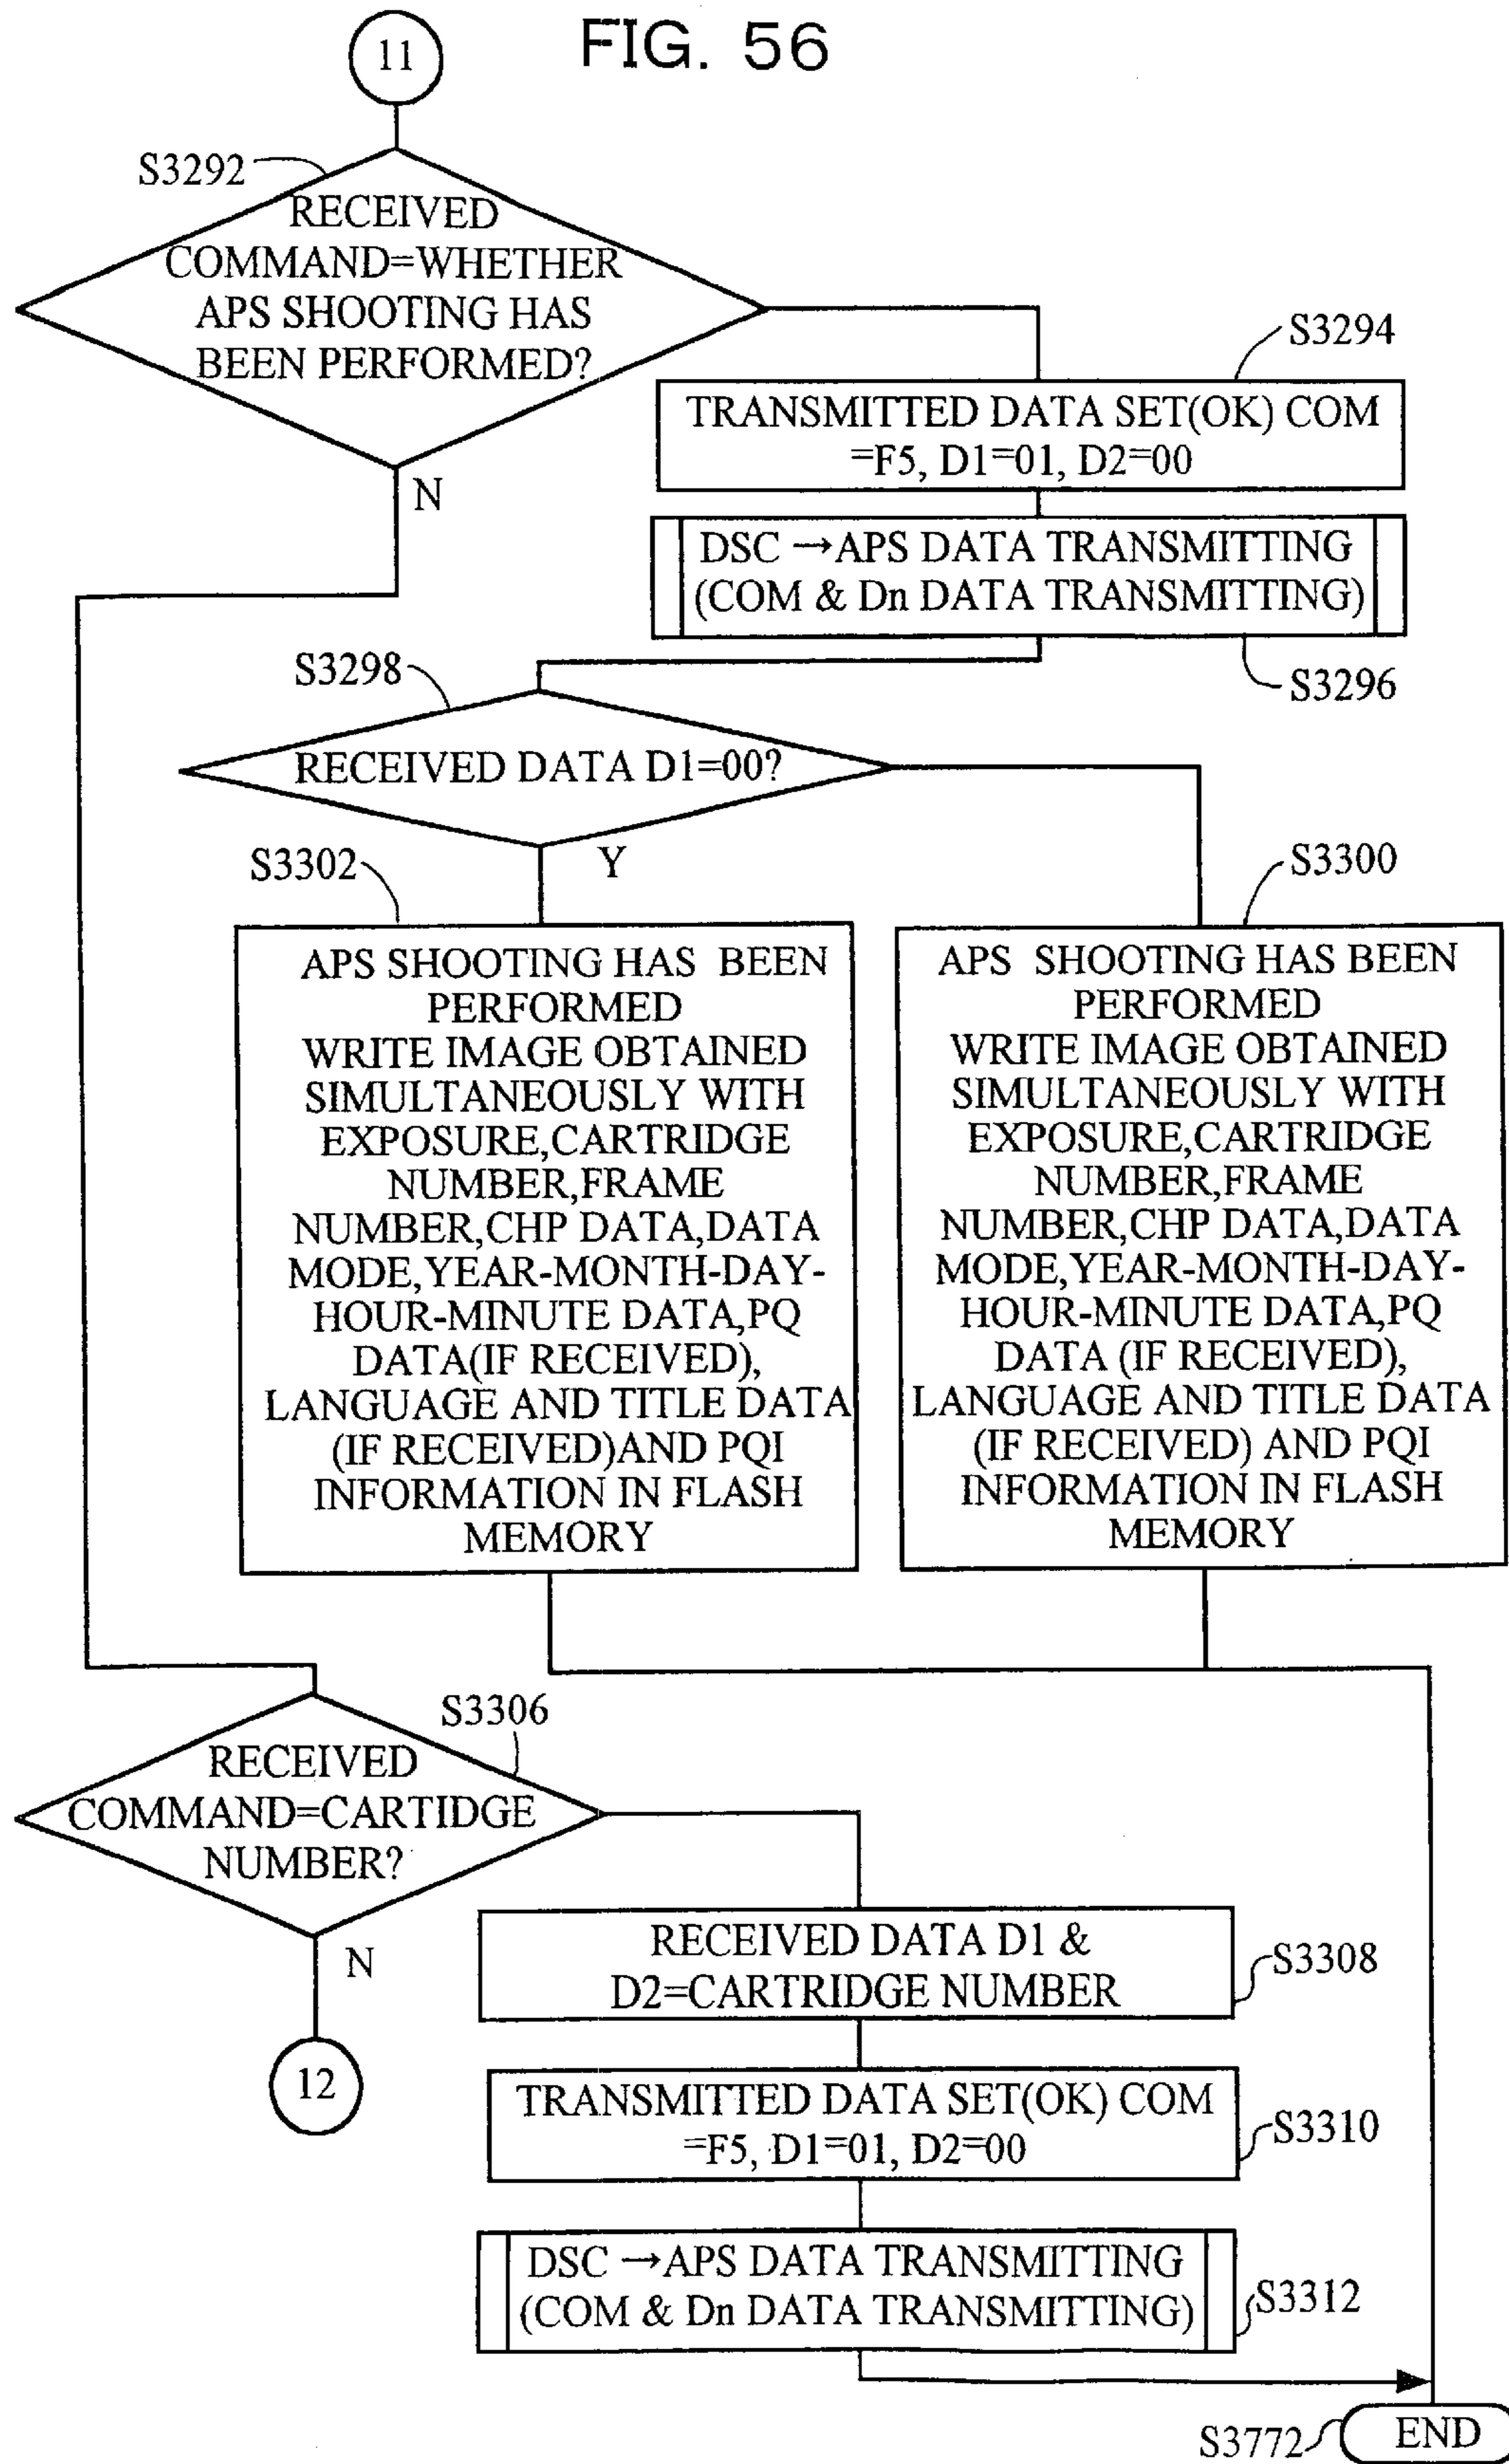 FIG. 56
11
S3292
RECEIVED
COMMAND=WHETHER
APS SHOOTING HAS
BEEN PERFORMED?
N
S3294
TRANSMITTED DATA SET(OK) COM
=F5, D1=01, D2=00
DSC →APS DATA TRANSMITTING
(COM & Dn DATA TRANSMITTING)
S3296
S3298
RECEIVED DATA D1=00?
Y
S3302
APS SHOOTING HAS BEEN
PERFORMED
WRITE IMAGE OBTAINED
SIMULTANEOUSLY WITH
EXPOSURE,CARTRIDGE
NUMBER,FRAME
NUMBER,CHP DATA,DATA
MODE,YEAR-MONTH-DAY-
HOUR-MINUTE DATA,PQ
DATA(IF RECEIVED),
LANGUAGE AND TITLE DATA
(IF RECEIVED)AND PQI
INFORMATION IN FLASH
MEMORY
S3300
APS SHOOTING HAS BEEN
PERFORMED
WRITE IMAGE OBTAINED
SIMULTANEOUSLY WITH
EXPOSURE,CARTRIDGE
NUMBER,FRAME
NUMBER,CHP DATA,DATA
MODE,YEAR-MONTH-DAY-
HOUR-MINUTE DATA,PQ
DATA (IF RECEIVED),
LANGUAGE AND TITLE DATA
(IF RECEIVED) AND PQI
INFORMATION IN FLASH
MEMORY
S3306
RECEIVED
COMMAND=CARTIDGE
NUMBER?
N
12
RECEIVED DATA D1 &
D2=CARTRIDGE NUMBER
S3308
TRANSMITTED DATA SET(OK) COM
=F5, D1=01, D2=00
S3310
DSC →APS DATA TRANSMITTING
(COM & Dn DATA TRANSMITTING)
S3312
S3772
END